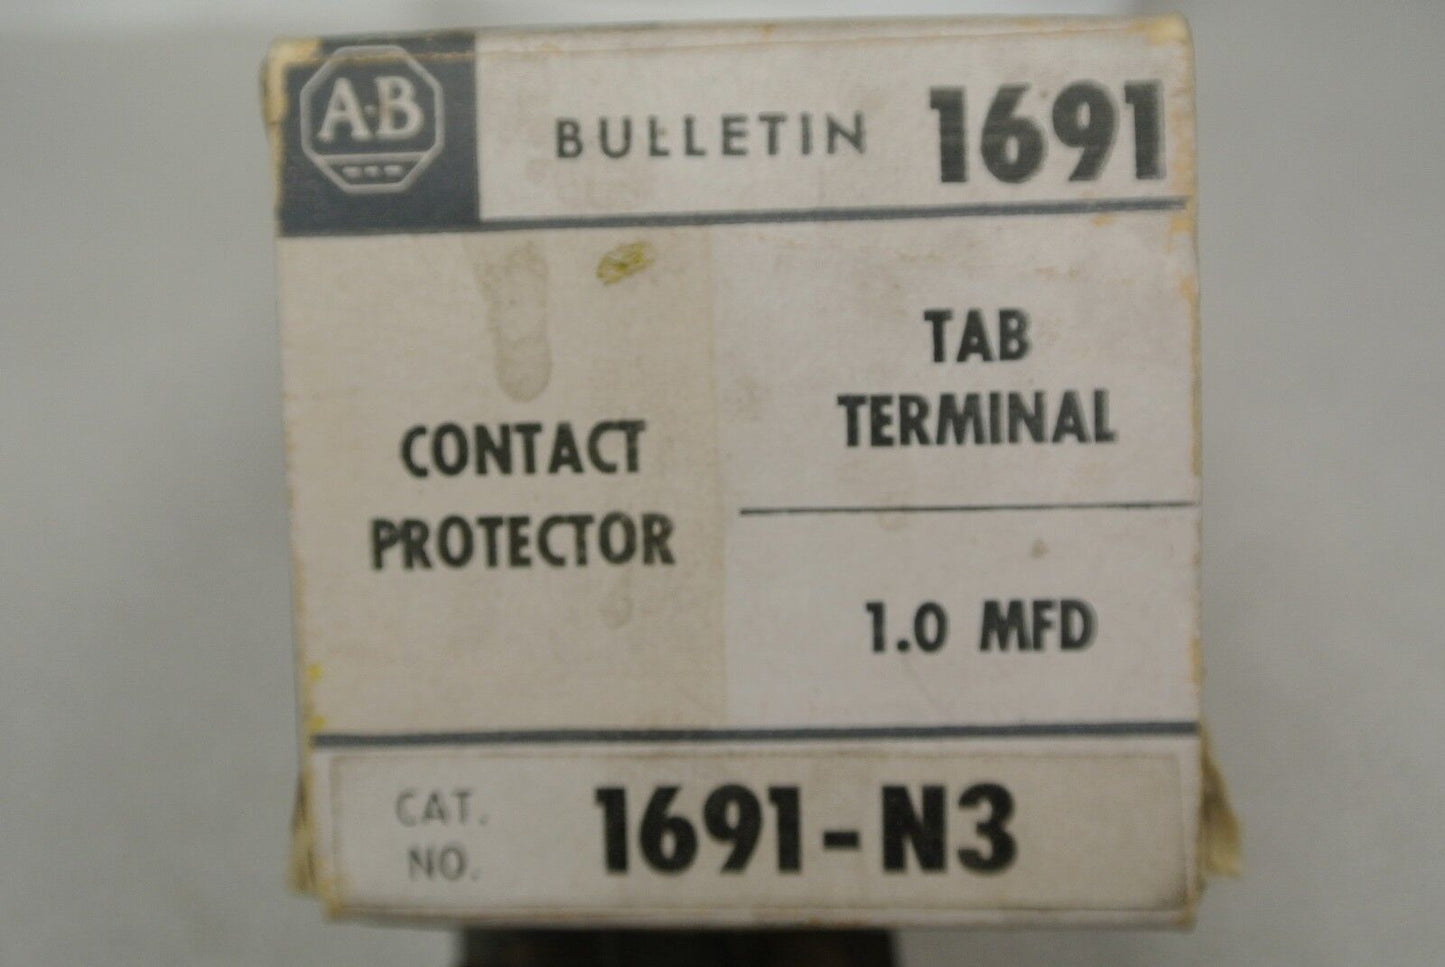 A-B
BULLETIN 1691
CONTACT
PROTECTOR
TAB
TERMINAL
1.0 MFD
CAT.
NO.
1691-N3